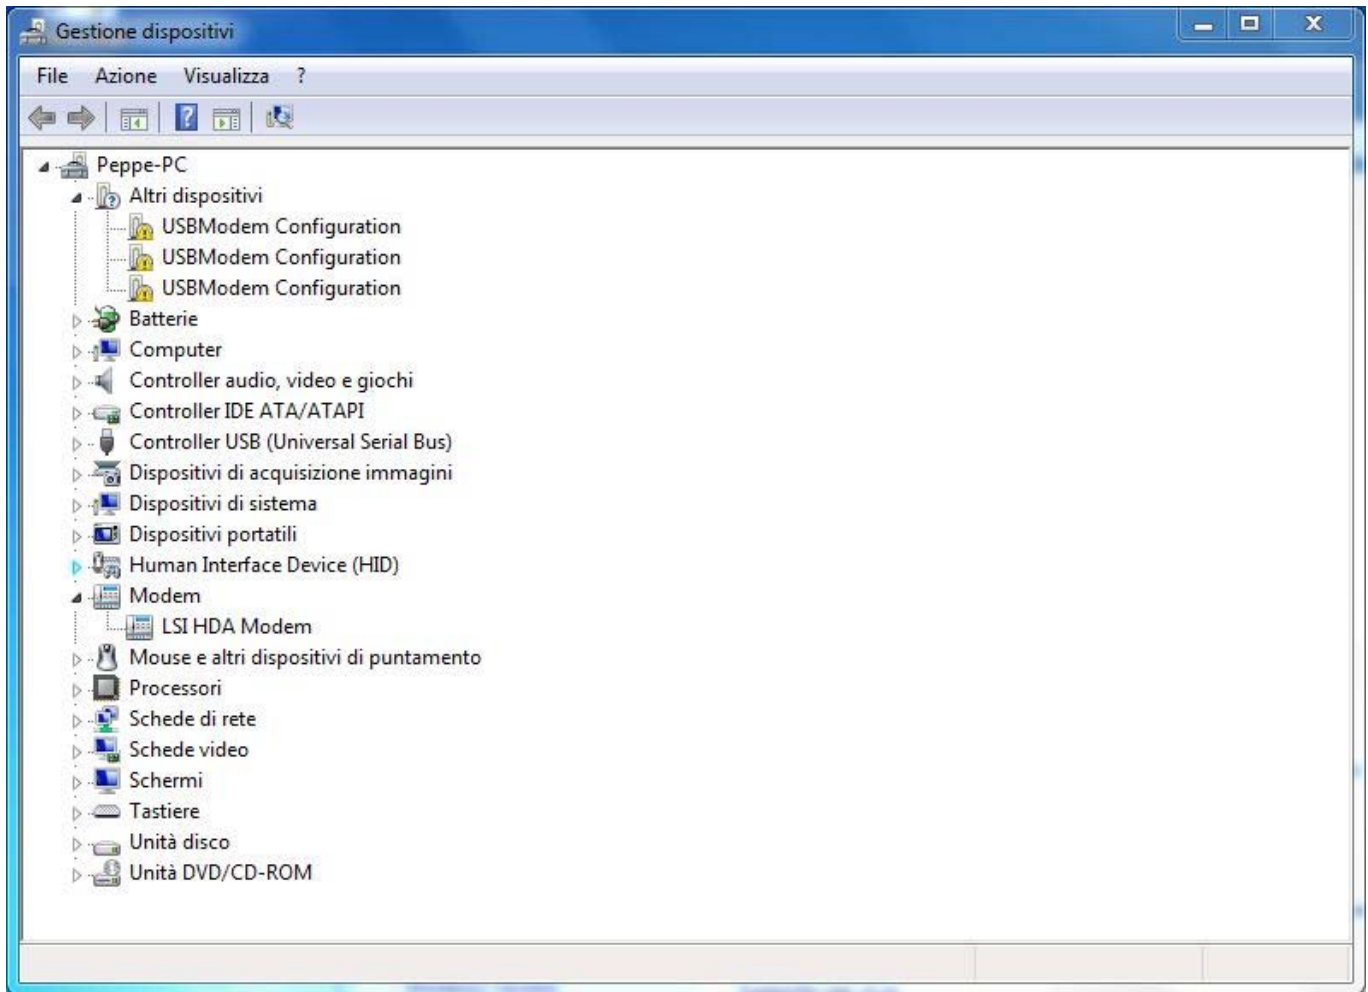 Gestione dispositivi
File Azione Visualizza ?
Peppe-PC
Altri dispositivi
USBModem Configuration
USBModem Configuration
USBModem Configuration
Batterie
Computer
Controller audio, video e giochi
Controller IDE ATA/ATAPI
Controller USB (Universal Serial Bus)
Dispositivi di acquisizione immagini
Dispositivi di sistema
Dispositivi portatili
Human Interface Device (HID)
Modem
LSI HDA Modem
Mouse e altri dispositivi di puntamento
Processori
Schede di rete
Schede video
Schermi
Tastiere
Unità disco
Unità DVD/CD-ROM